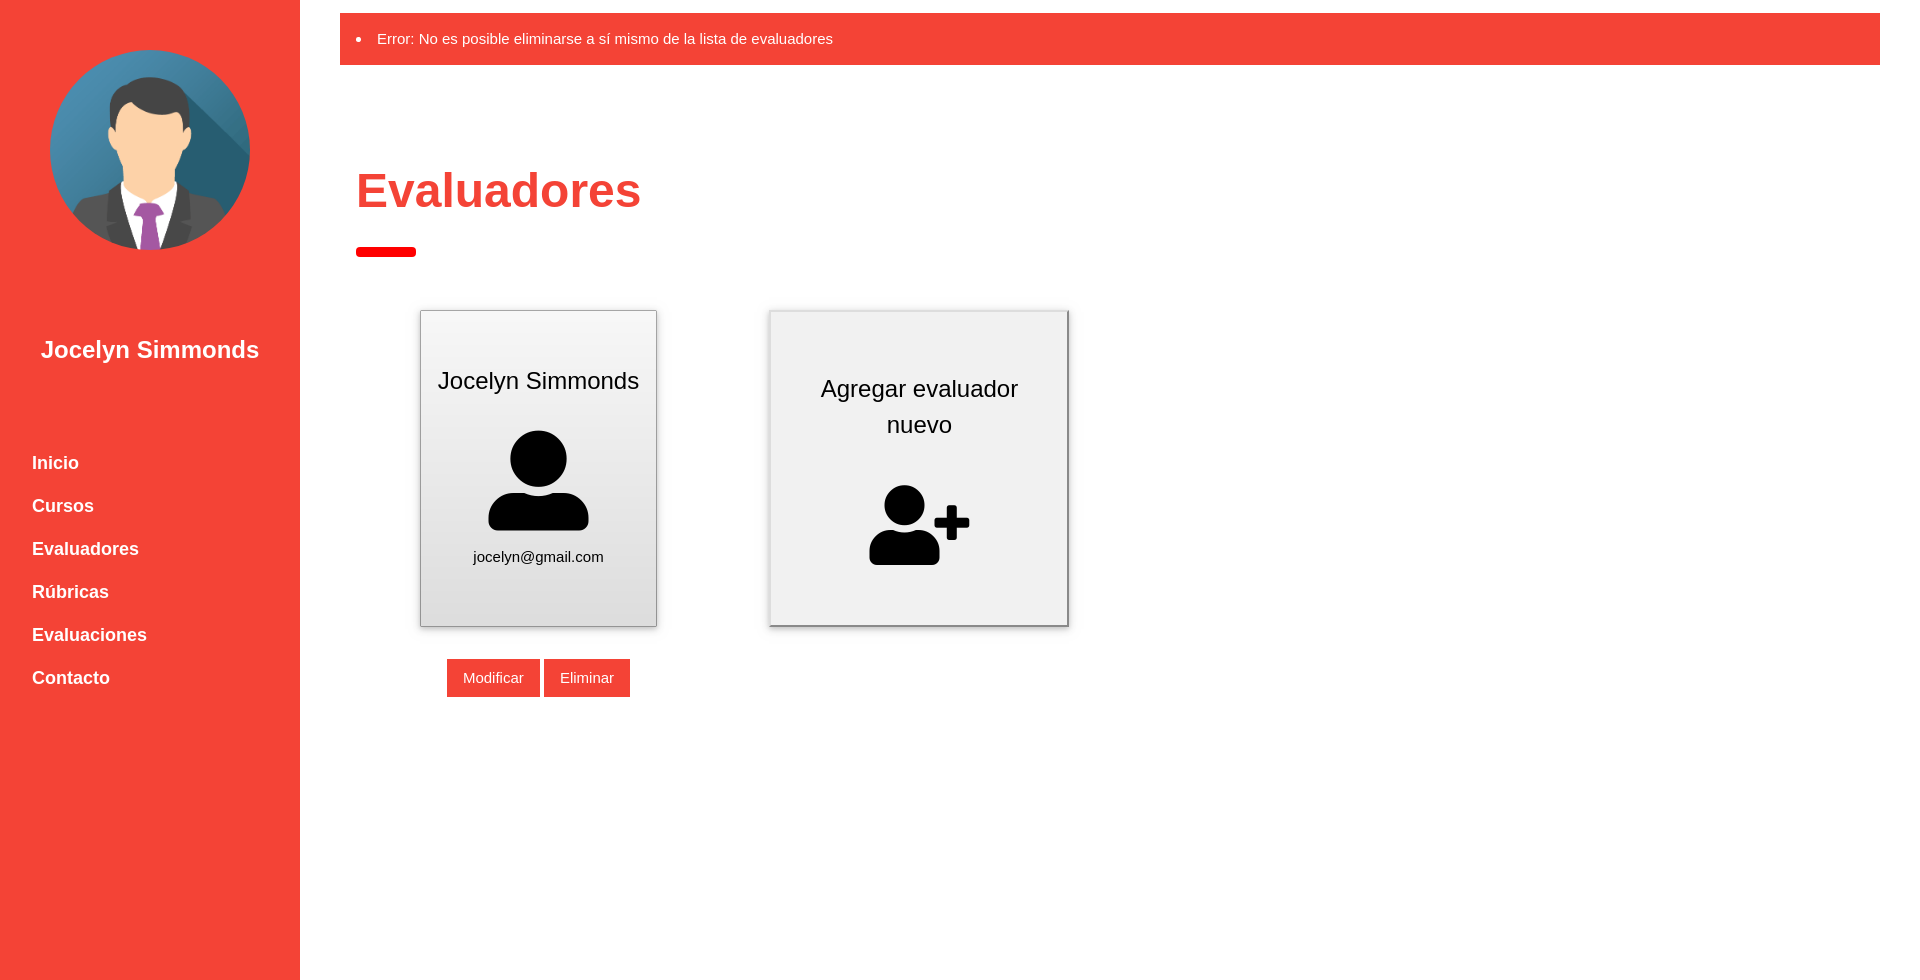 Error: No es posible eliminarse a sí mismo de la lista de evaluadores
Jocelyn Simmonds
Inicio
Cursos
Evaluadores
Rúbricas
Evaluaciones
Contacto
Evaluadores
Jocelyn Simmonds
jocelyn@gmail.com
Modificar
Eliminar
Agregar evaluador
nuevo